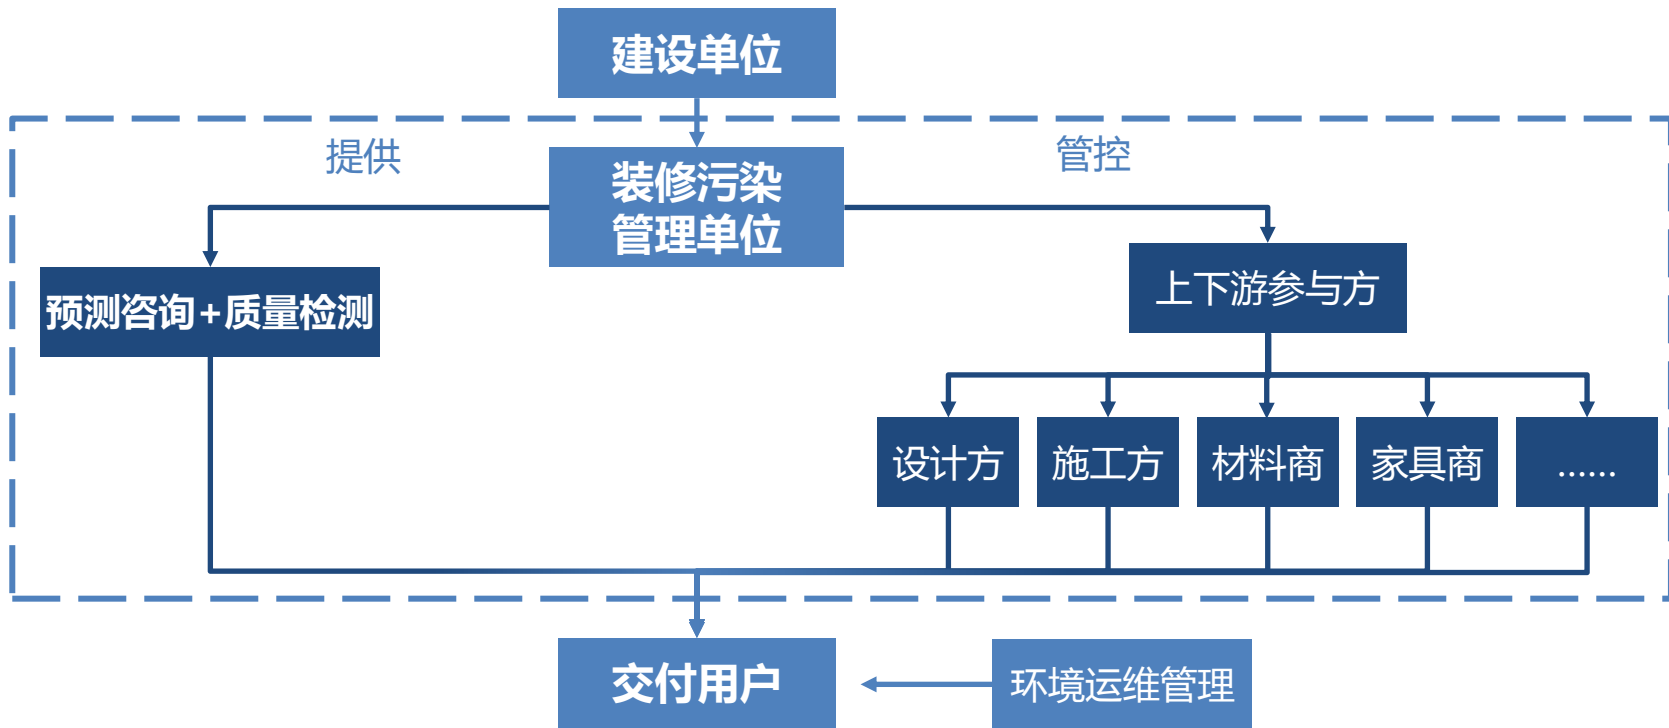 建设单位
提供
管控
装修污染
管理单位
预测咨询+质量检测
上下游参与方
设计方
施工方
材料商
家具商
......
交付用户
环境运维管理